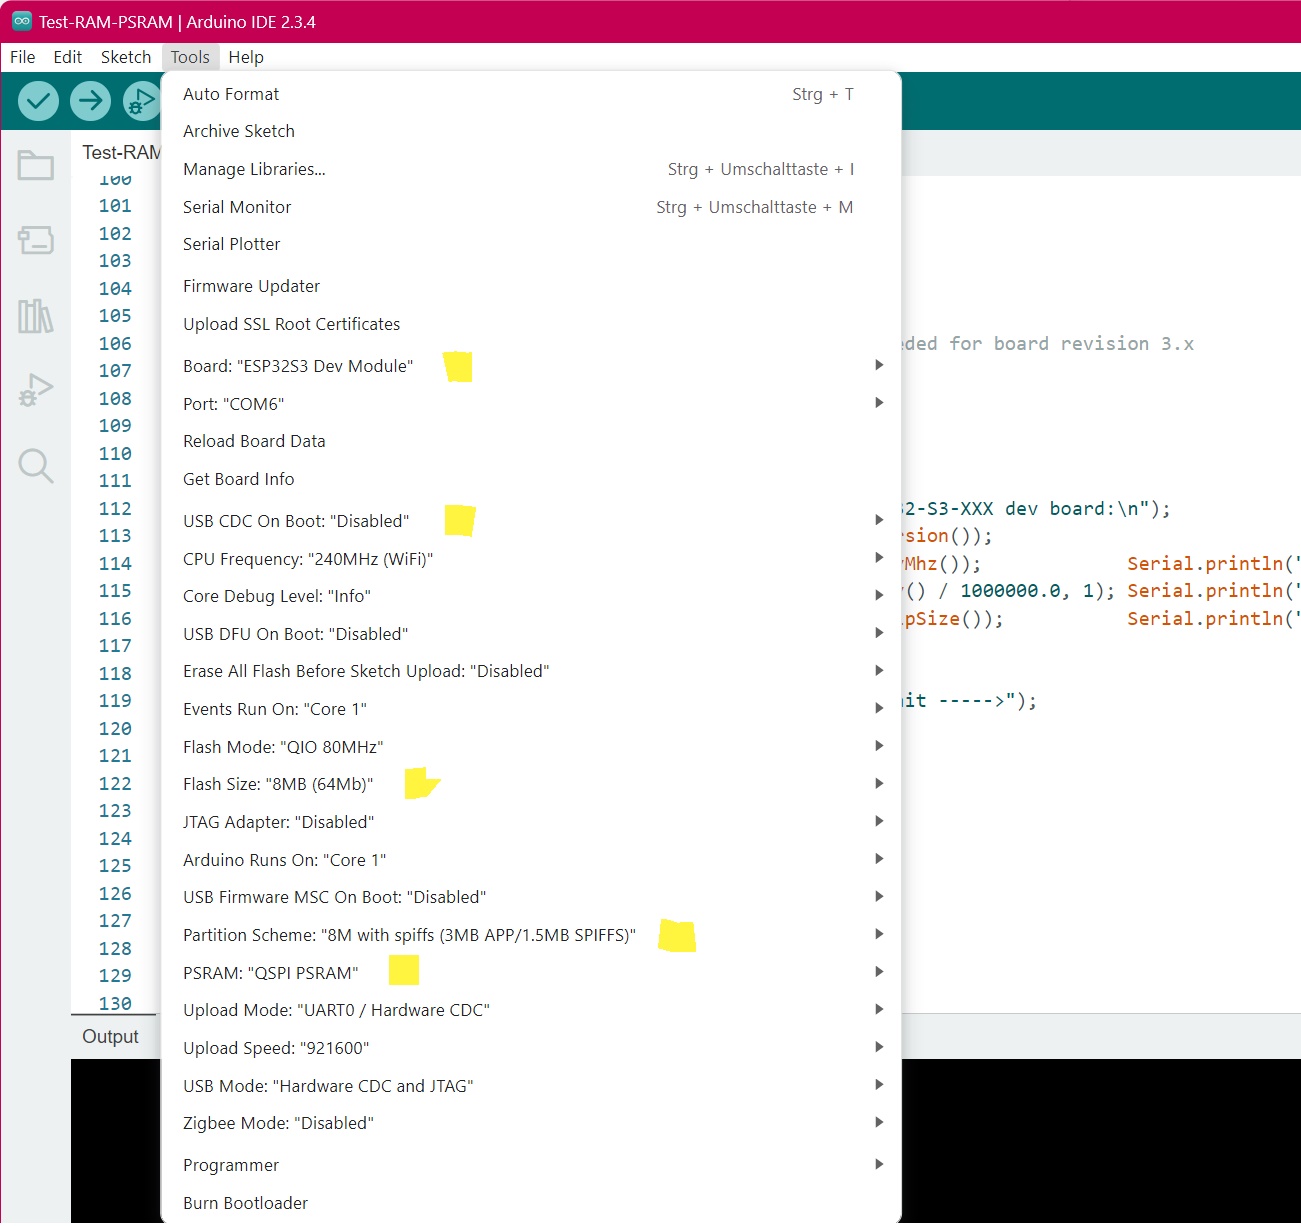 Test-RAM-PSRAM | Arduino IDE 2.3.4
File Edit Sketch Tools Help
Auto Format Strg + T
Archive Sketch
Test-RAM
Manage Libraries... Strg + Umschalttaste + I
100
101
Serial Monitor Strg + Umschalttaste + M
102
Serial Plotter
103
104
Firmware Updater
105
Upload SSL Root Certificates
106 ded for board revision 3.x
107
Board: "ESP32S3 Dev Module"
108
Port: "COM6"
109
Reload Board Data
110
111
Get Board Info
112 2-S3-XXX dev board:\n");
USB CDC On Boot: "Disabled"
113 sion());
114 Mhz()); Serial.println('
CPU Frequency: "240MHz (WiFi)"
115 () / 1000000.0, 1); Serial.println('
Core Debug Level: "Info"
116 pSize()); Serial.println('
USB DFU On Boot: "Disabled"
117
118
Erase All Flash Before Sketch Upload: "Disabled"
119 it ----->");
Events Run On: "Core 1"
120
121
Flash Mode: "QIO 80MHz"
122
Flash Size: "8MB (64Mb)"
123
JTAG Adapter: "Disabled"
124
125
Arduino Runs On: "Core 1"
126
USB Firmware MSC On Boot: "Disabled"
127
Partition Scheme: "8M with spiffs (3MB APP/1.5MB SPIFFS)"
128
129
PSRAM: "QSPI PSRAM"
130
Upload Mode: "UART0 / Hardware CDC"
Output
Upload Speed: "921600"
USB Mode: "Hardware CDC and JTAG"
Zigbee Mode: "Disabled"
Programmer
Burn Bootloader